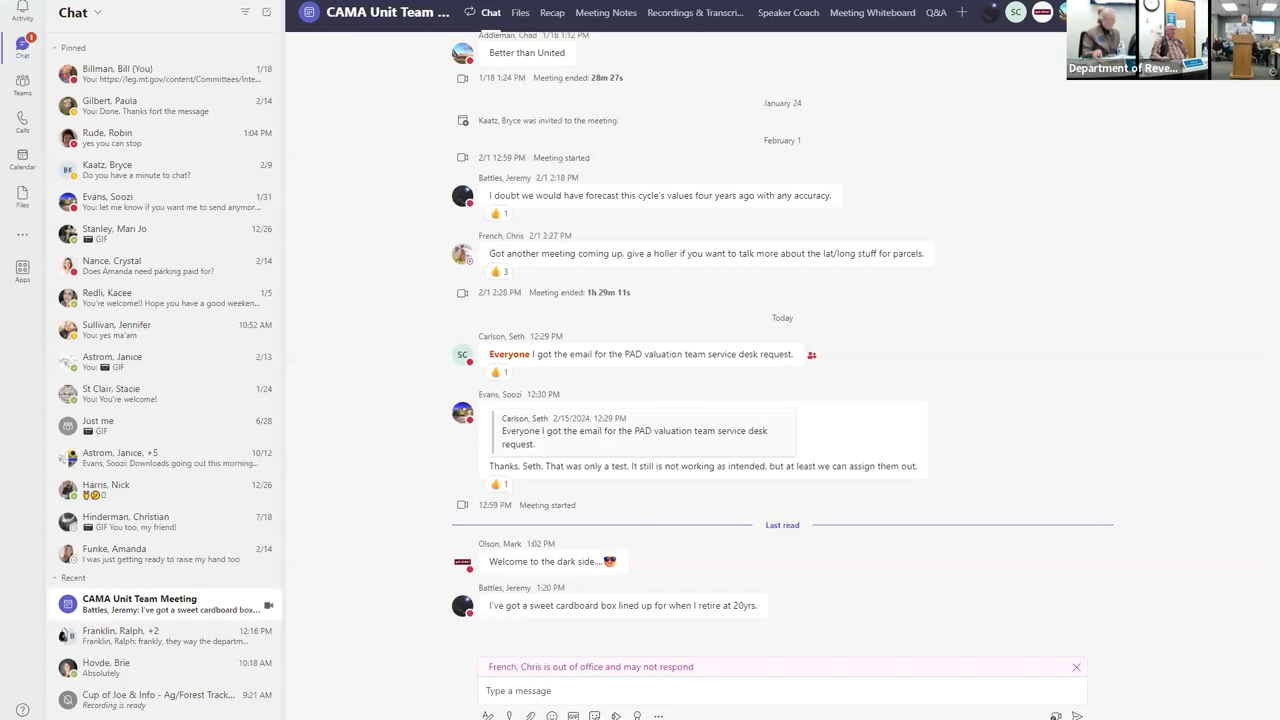 Activity
Chat
1
Teams
Calls
Calendar
Files
Apps
Chat
Pinned
Billman, Bill (You) 1/18
You: https://leg.mt.gov/content/Committees/Inte...
Gilbert, Paula 2/14
You: Done. Thanks fort the message
Rude, Robin 1:04 PM
yes you can stop
BK
Kaatz, Bryce 2/9
Do you have a minute to chat?
Evans, Soozi 1/31
You: let me know if you want me to send anymor...
Stanley, Mari Jo 12/26
GIF
Nance, Crystal 2/14
Does Amanda need parking paid for?
Redli, Kacee 1/5
You're welcome!! Hope you have a good weeken...
Sullivan, Jennifer 10:52 AM
You: yes ma'am
Astrom, Janice 2/13
You: GIF
St Clair, Stacie 1/24
You: You're welcome!
Just me 6/28
GIF
Astrom, Janice, +5 10/12
Evans, Soozi: Downloads going out this morning...
Harris, Nick 12/26
Hinderman, Christian 7/18
GIF You too, my friend!
Funke, Amanda 2/14
I was just getting ready to raise my hand too
Recent
CAMA Unit Team Meeting
Battles, Jeremy: I've got a sweet cardboard box...
Franklin, Ralph, +2 12:16 PM
Franklin, Ralph: frankly, they way the departm...
Hovde, Brie 10:18 AM
Absolutely
Cup of Joe & Info - Ag/Forest Track... 9:21 AM
Recording is ready
CAMA Unit Team ... Chat Files Recap Meeting Notes Recordings & Transcri... Speaker Coach Meeting Whiteboard Q&A SC
Department of Reve...
Addleman, Chad 1/18 1:12 PM
Better than United
1/18 1:24 PM Meeting ended: 28m 27s
January 24
Kaatz, Bryce was invited to the meeting.
February 1
2/1 12:59 PM Meeting started
Battles, Jeremy 2/1 2:18 PM
I doubt we would have forecast this cycle's values four years ago with any accuracy.
👍 1
French, Chris 2/1 2:27 PM
Got another meeting coming up, give a holler if you want to talk more about the lat/long stuff for parcels.
👍 3
2/1 2:28 PM Meeting ended: 1h 29m 11s
Today
Carlson, Seth 12:29 PM
SC
Everyone I got the email for the PAD valuation team service desk request.
👍 1
Evans, Soozi 12:30 PM
Carlson, Seth 2/15/2024, 12:29 PM
Everyone I got the email for the PAD valuation team service desk
request.
Thanks, Seth. That was only a test. It still is not working as intended, but at least we can assign them out.
👍 1
12:59 PM Meeting started
Last read
Olson, Mark 1:02 PM
Welcome to the dark side....😎
Battles, Jeremy 1:20 PM
I've got a sweet cardboard box lined up for when I retire at 20yrs.
French, Chris is out of office and may not respond
Type a message
GIF